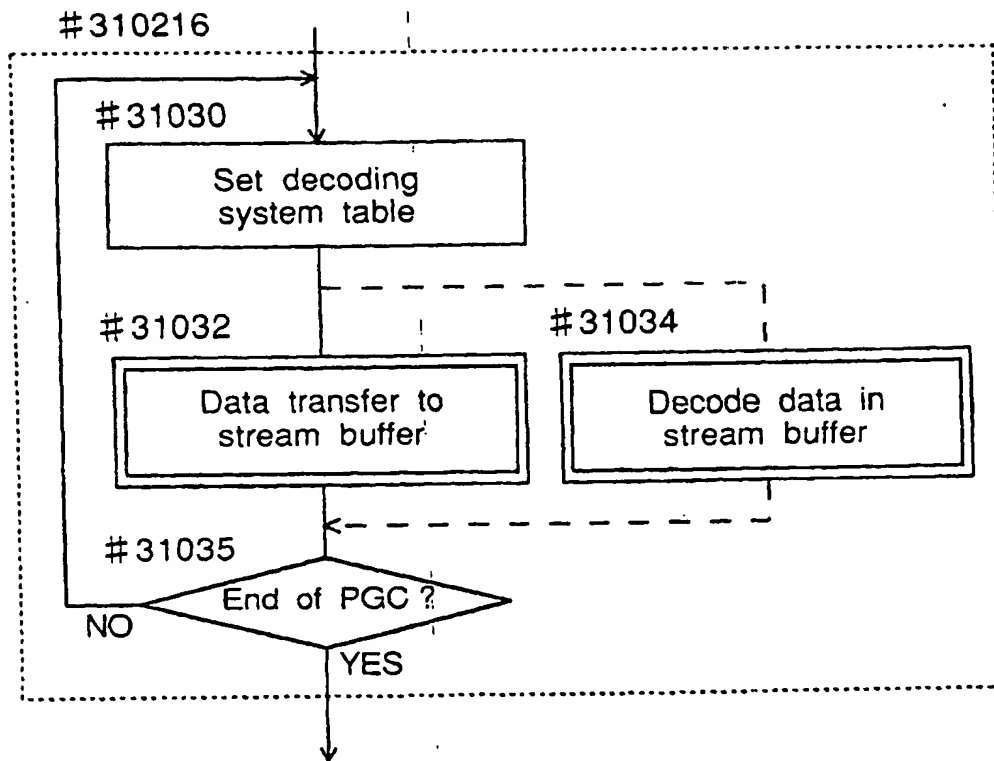 #310216
#31030
Set decoding
system table
#31032
#31034
Data transfer to
stream buffer
Decode data in
stream buffer
#31035
End of PGC ?
NO
YES